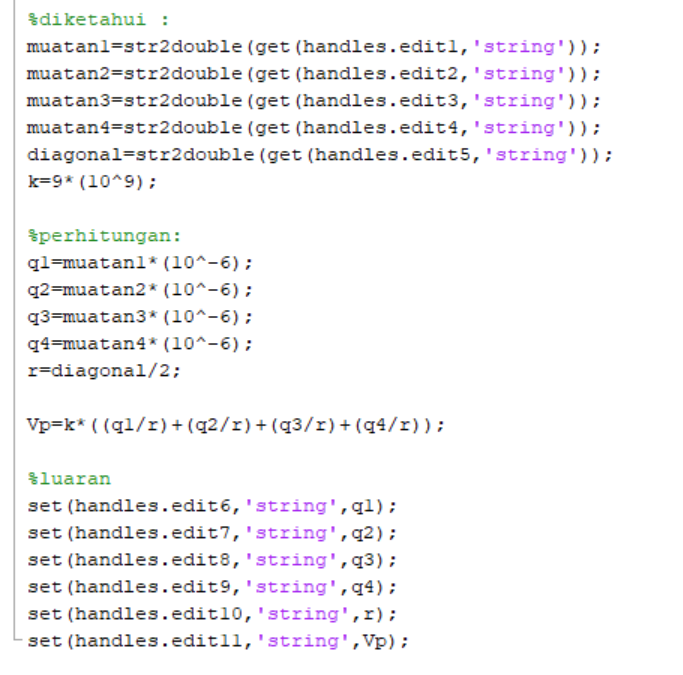 %diketahui :
muatan1=str2double(get(handles.edit1,'string'));
muatan2=str2double(get(handles.edit2,'string'));
muatan3=str2double(get(handles.edit3,'string'));
muatan4=str2double(get(handles.edit4,'string'));
diagonal=str2double(get(handles.edit5,'string'));
k=9*(10^9);
%perhitungan:
q1=muatan1*(10^-6);
q2=muatan2*(10^-6);
q3=muatan3*(10^-6);
q4=muatan4*(10^-6);
r=diagonal/2;
Vp=k*((q1/r)+(q2/r)+(q3/r)+(q4/r));
%luaran
set(handles.edit6,'string',q1);
set(handles.edit7,'string',q2);
set(handles.edit8,'string',q3);
set(handles.edit9,'string',q4);
set(handles.edit10,'string',r);
set(handles.edit11,'string',Vp);